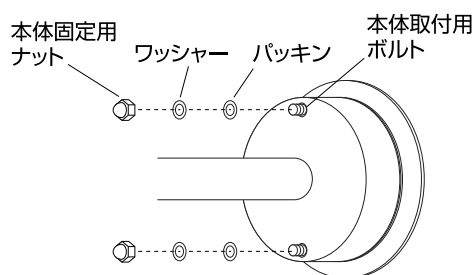 本体固定用
ナット
ワッシャー
パッキン
本体取付用
ボルト